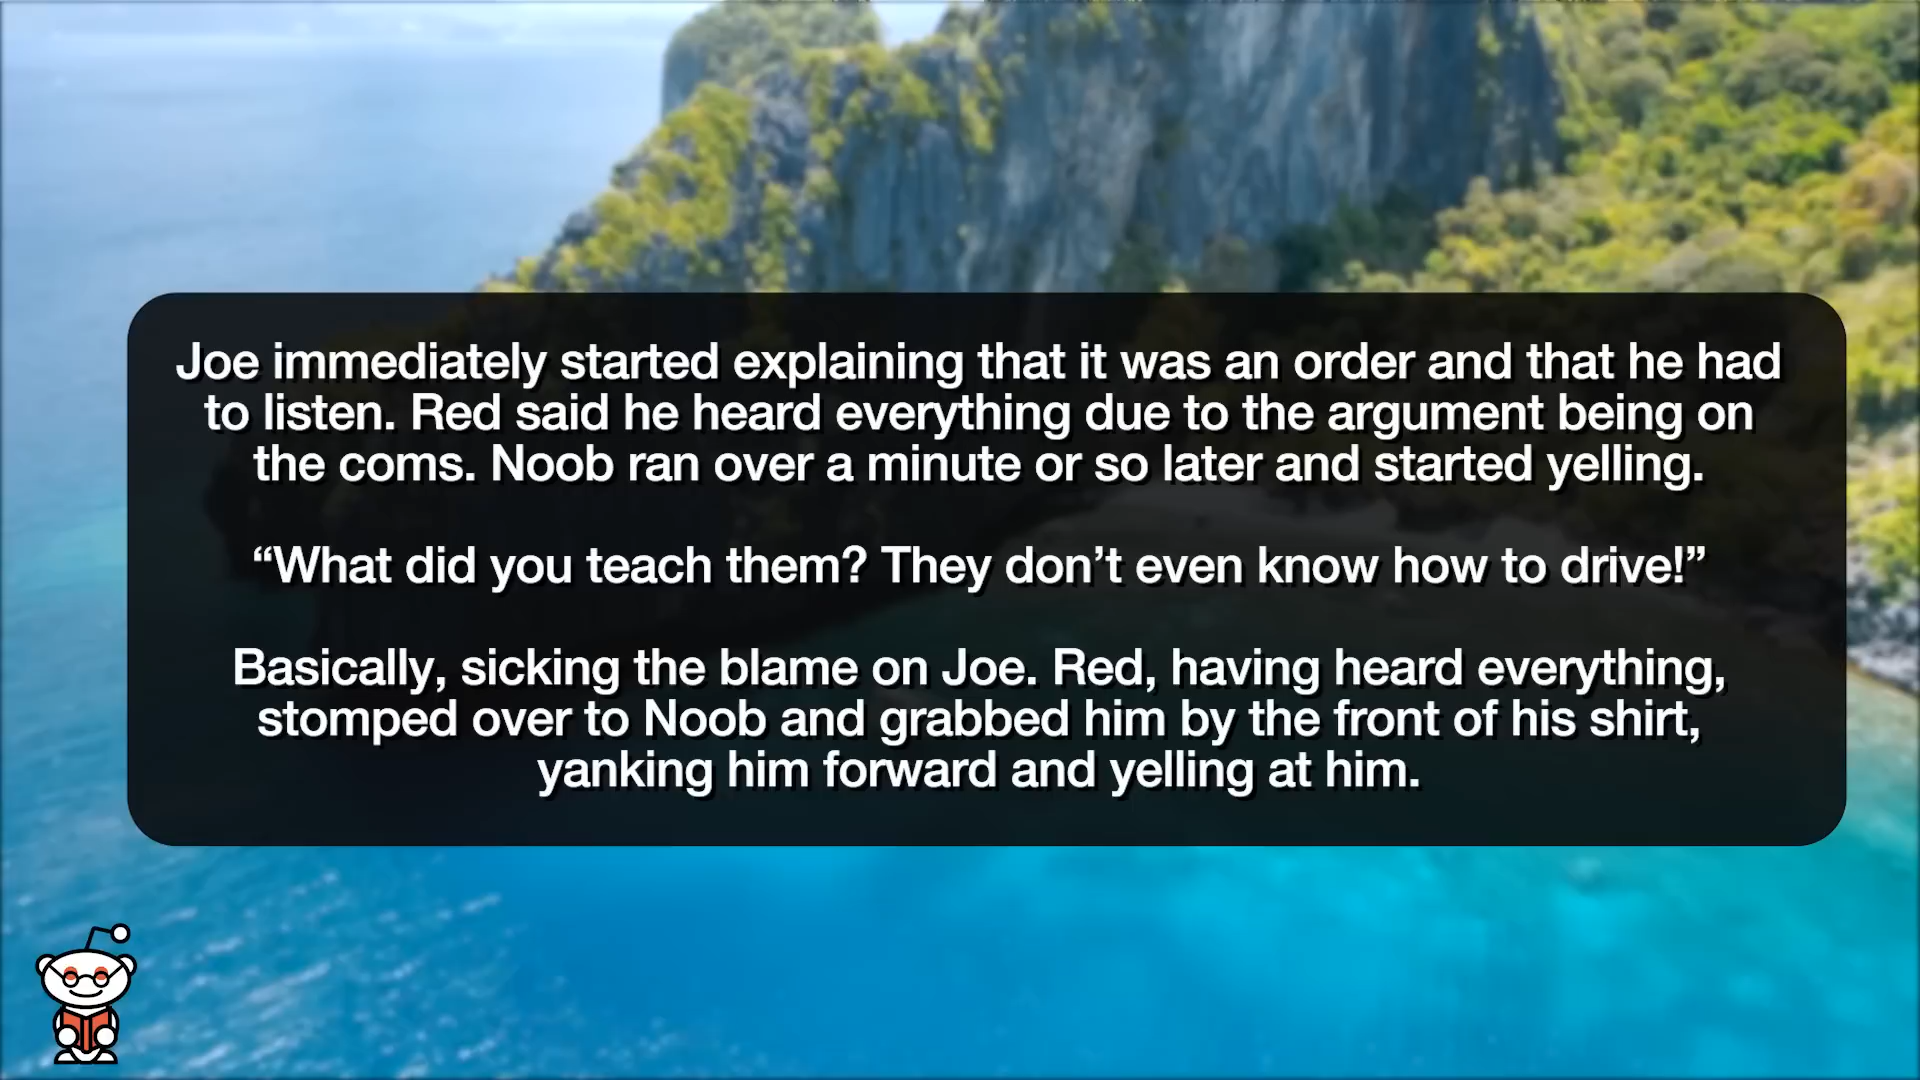 Joe immediately started explaining that it was an order and that he had
to listen. Red said he heard everything due to the argument being on
the coms. Noob ran over a minute or so later and started yelling.
“What did you teach them? They don’t even know how to drive!”
Basically, sicking the blame on Joe. Red, having heard everything,
stomped over to Noob and grabbed him by the front of his shirt,
yanking him forward and yelling at him.